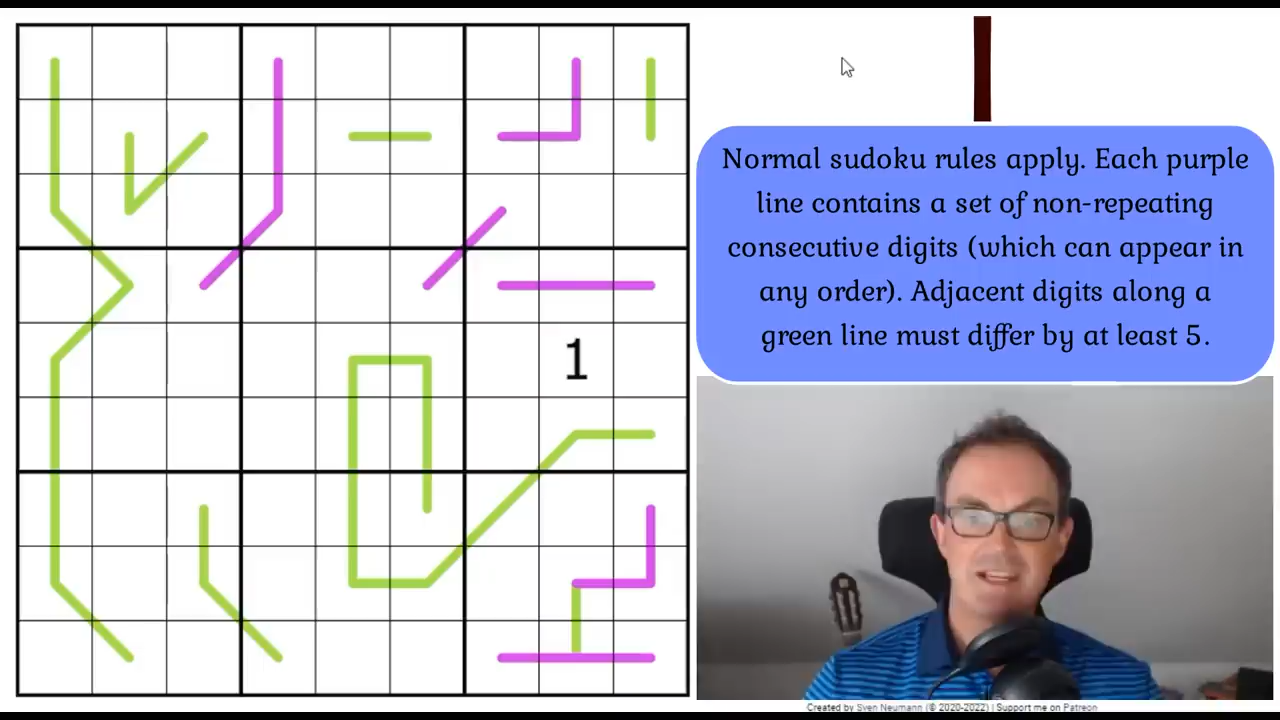 Normal sudoku rules apply. Each purple
line contains a set of non-repeating
consecutive digits (which can appear in
any order). Adjacent digits along a
green line must differ by at least 5.
1
Created by Sven Neumann (© 2020-2022) | Support me on Patreon